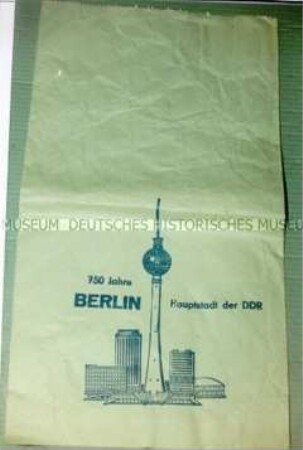 MUSEUM DEUTSCHES HISTORISCHES MUSEUM
750 Jahre
BERLIN Hauptstadt der DDR